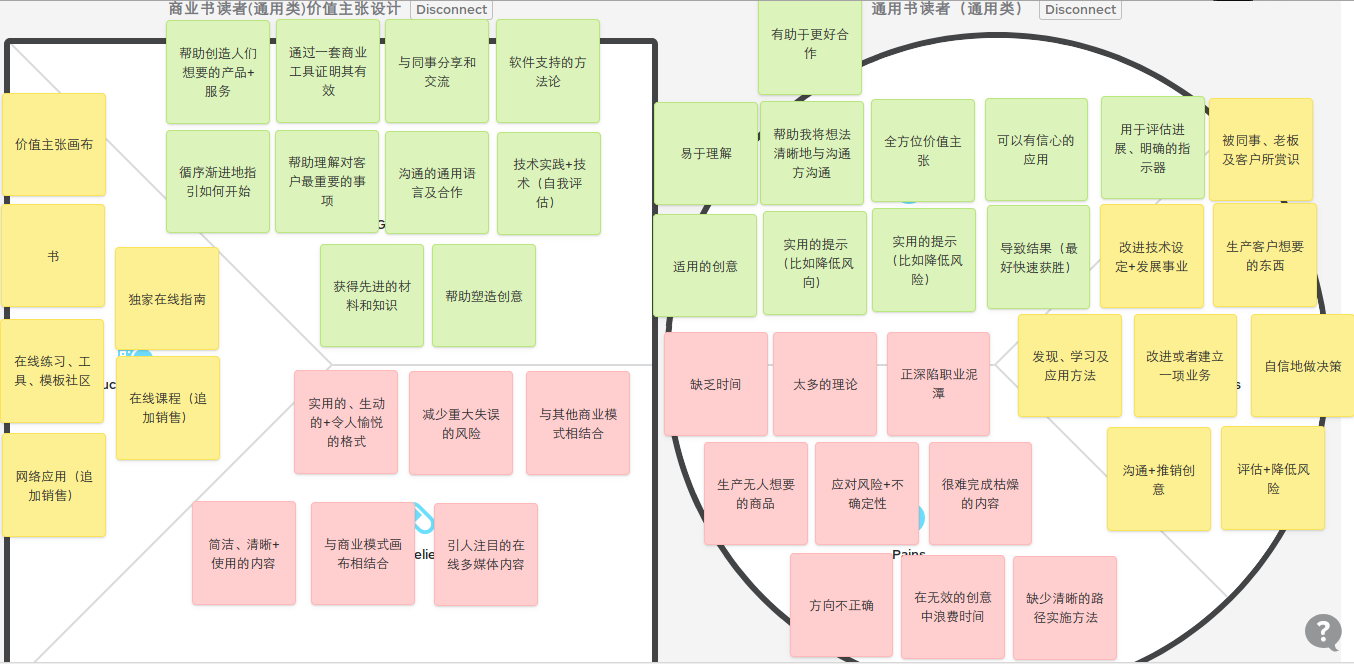 商业书读者(通用类)价值主张设计
Disconnect
通用书读者（通用类）
Disconnect
帮助创造人们
想要的产品+
服务
通过一套商业
工具证明其有
效
与同事分享和
交流
软件支持的方
法论
价值主张画布
循序渐进地指
引如何开始
帮助理解对客
户最重要的事
项
沟通的通用语
言及合作
技术实践+技
术（自我评
估）
G
书
独家在线指南
获得先进的材
料和知识
帮助塑造创意
在线练习、工
具、模板社区
uc
在线课程（追
加销售）
网络应用（追
加销售）
实用的、生动
的+令人愉悦
的格式
减少重大失误
的风险
与其他商业模
式相结合
简洁、清晰+
使用的内容
与商业模式画
布相结合
elie
引人注目的在
线多媒体内容
有助于更好合
作
易于理解
帮助我将想法
清晰地与沟通
方沟通
全方位价值主
张
可以有信心的
应用
用于评估进
展、明确的指
示器
被同事、老板
及客户所赏识
适用的创意
实用的提示
（比如降低风
向）
实用的提示
（比如降低风
险）
导致结果（最
好快速获胜）
改进技术设
定+发展事业
生产客户想要
的东西
缺乏时间
太多的理论
正深陷职业泥
潭
发现、学习及
应用方法
改进或者建立
一项业务
自信地做决策
s
生产无人想要
的商品
应对风险+不
确定性
很难完成枯燥
的内容
沟通+推销创
意
评估+降低风
险
Pains
方向不正确
在无效的创意
中浪费时间
缺少清晰的路
径实施方法
?